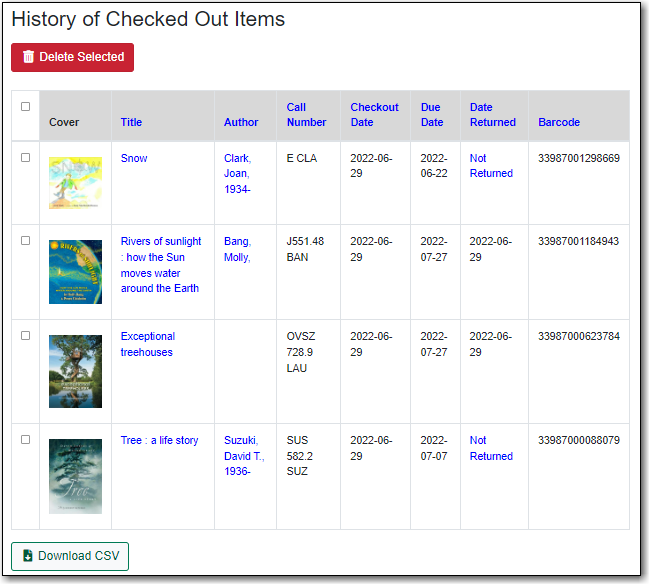 History of Checked Out Items
Delete Selected
Cover Title Author Call Number Checkout Date Due Date Date Returned Barcode
SNOW
Snow
Clark, Joan, 1934-
E CLA
2022-06-29
2022-06-22
Not Returned
33987001298669
Rivers of sunlight : how the Sun moves water around the Earth
Bang, Molly,
J551.48 BAN
2022-06-29
2022-07-27
2022-06-29
33987001184943
Exceptional treehouses
OVSZ 728.9 LAU
2022-06-29
2022-07-27
2022-06-29
33987000623784
Tree
Tree : a life story
Suzuki, David T., 1936-
SUS 582.2 SUZ
2022-06-29
2022-07-07
Not Returned
33987000088079
Download CSV